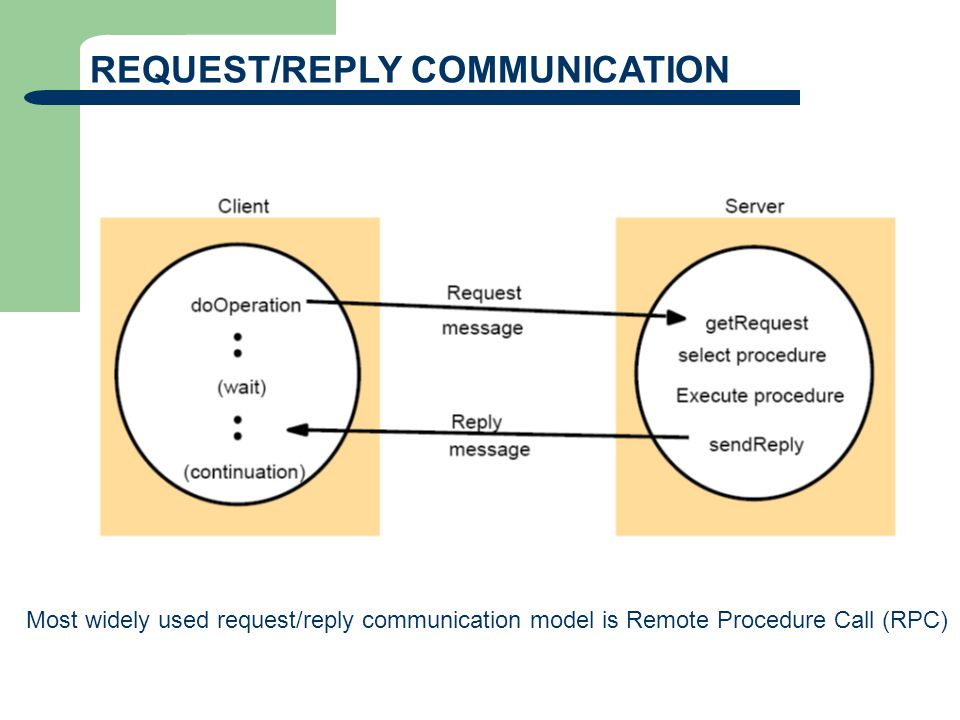 REQUEST/REPLY COMMUNICATION
Client
Server
doOperation
(wait)
(continuation)
Request
message
Reply
message
getRequest
select procedure
Execute procedure
sendReply
Most widely used request/reply communication model is Remote Procedure Call (RPC)